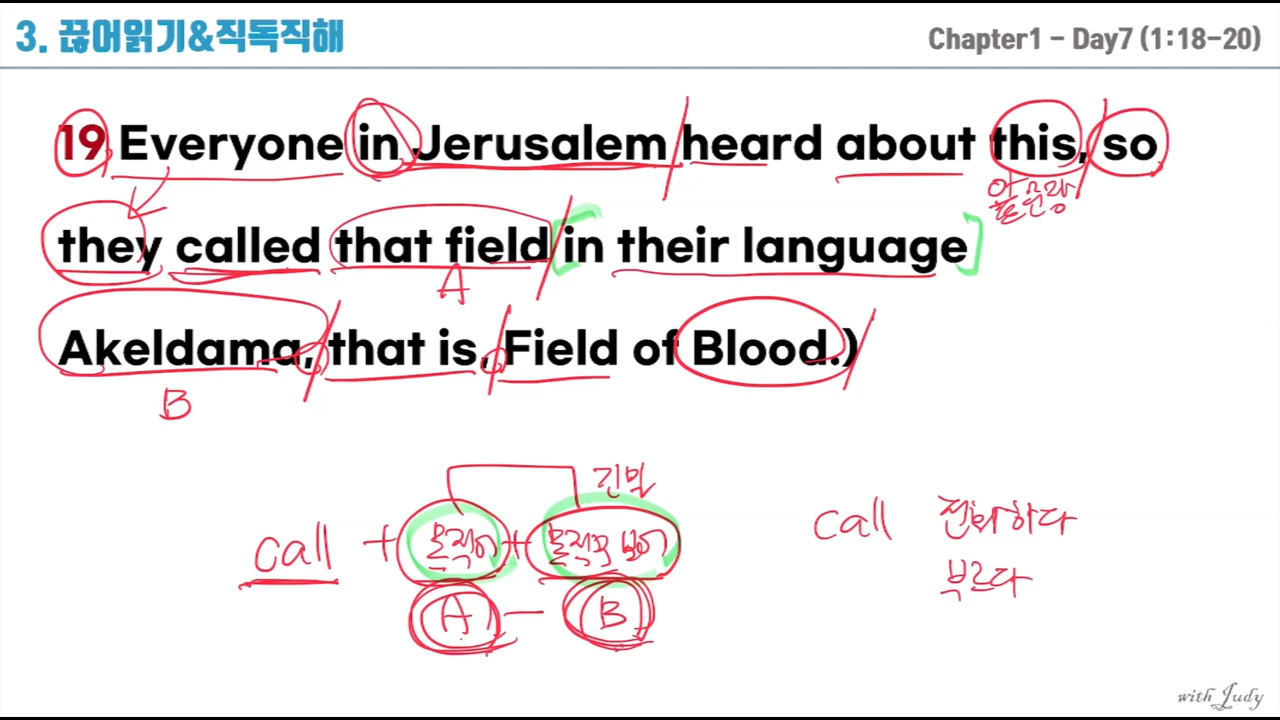 3. 끊어읽기&직독직해
Chapter1 - Day7 (1:18-20)
19 Everyone in Jerusalem heard about this, so
앞문장
they called that field in their language
A
Akeldama, that is, Field of Blood.)
B
긴밀
call + 목적어 + 목적격 보어
A - B
call 전화하다
부르다
with Judy